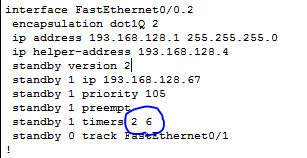 interface FastEthernet0/0.2
encapsulation dot1Q 2
ip address 193.168.128.1 255.255.255.0
ip helper-address 193.168.128.4
standby version 2
standby 1 ip 193.168.128.67
standby 1 priority 105
standby 1 preempt
standby 1 timers 2 6
standby 0 track FastEthernet0/1
!